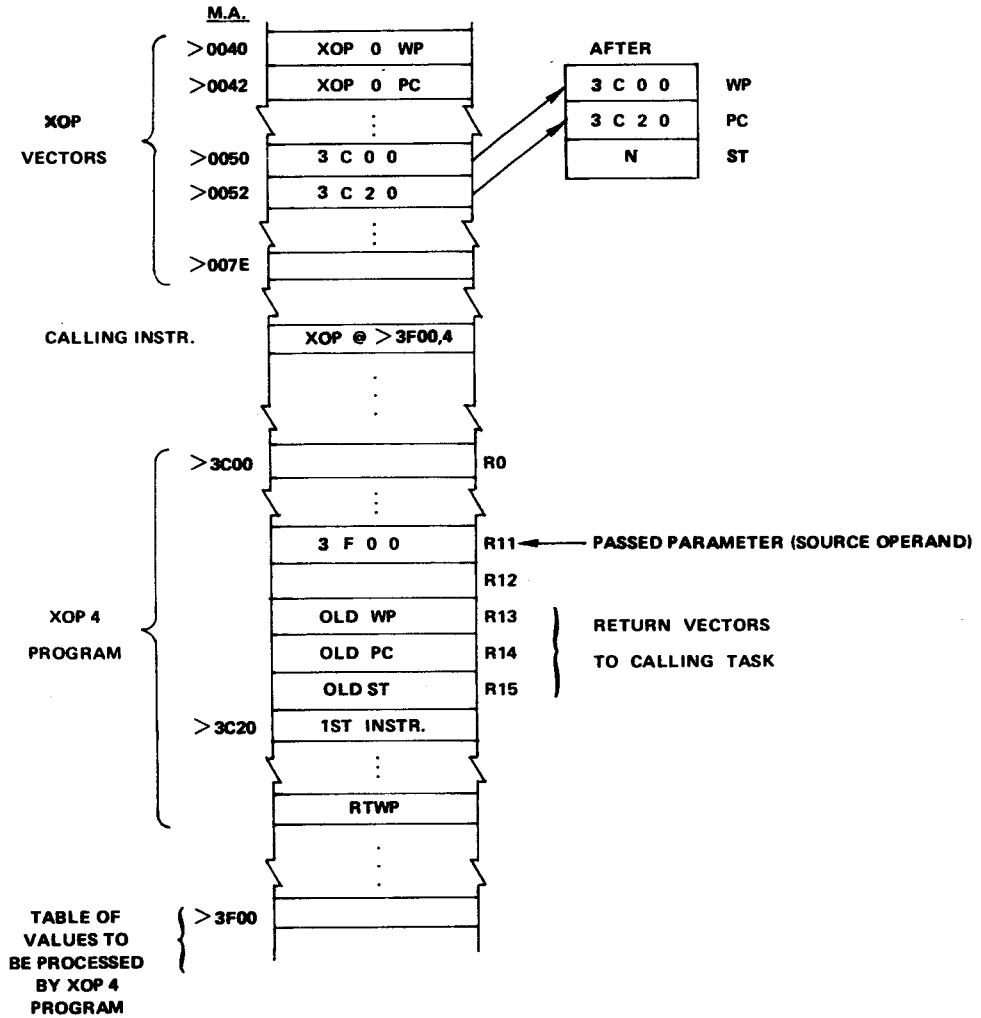 M.A.
>0040 XOP 0 WP
>0042 XOP 0 PC
XOP
VECTORS
>0050 3 C 0 0
>0052 3 C 2 0
>007E
AFTER
3 C 0 0 WP
3 C 2 0 PC
N ST
CALLING INSTR. XOP @ >3F00,4
>3C00 R0
3 F 0 0 R11 PASSED PARAMETER (SOURCE OPERAND)
R12
XOP 4
PROGRAM
OLD WP R13
OLD PC R14
OLD ST R15
RETURN VECTORS
TO CALLING TASK
>3C20 1ST INSTR.
RTWP
>3F00
TABLE OF
VALUES TO
BE PROCESSED
BY XOP 4
PROGRAM